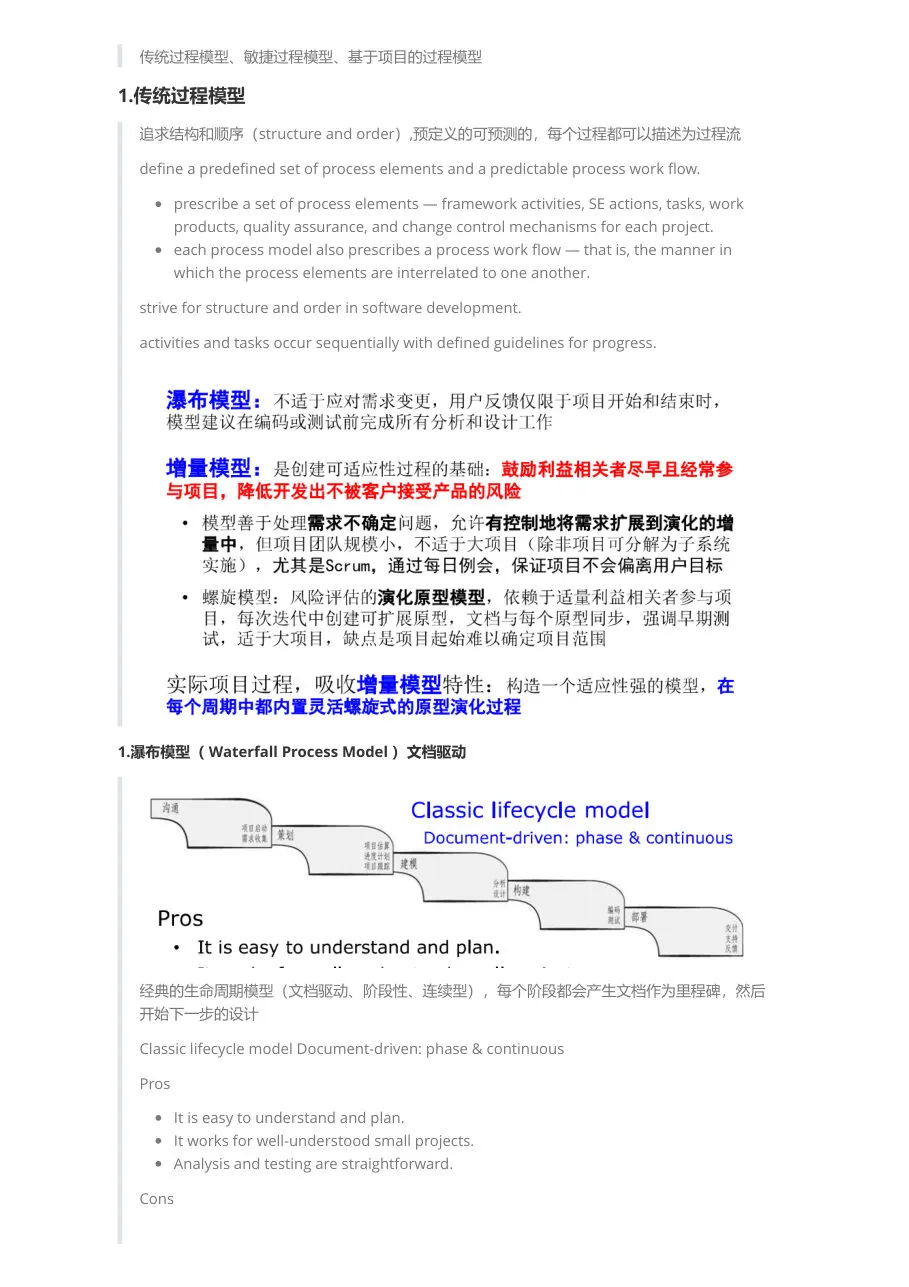 传统过程模型、敏捷过程模型、基于项目的过程模型
1.传统过程模型
追求结构和顺序（structure and order）,预定义的可预测的，每个过程都可以描述为过程流
define a predefined set of process elements and a predictable process work flow.
• prescribe a set of process elements — framework activities, SE actions, tasks, work
products, quality assurance, and change control mechanisms for each project.
• each process model also prescribes a process work flow — that is, the manner in
which the process elements are interrelated to one another.
strive for structure and order in software development.
activities and tasks occur sequentially with defined guidelines for progress.
瀑布模型：不适于应对需求变更，用户反馈仅限于项目开始和结束时，
模型建议在编码或测试前完成所有分析和设计工作
增量模型：是创建可适应性过程的基础：鼓励利益相关者尽早且经常参
与项目，降低开发出不被客户接受产品的风险
• 模型善于处理需求不确定问题，允许有控制地将需求扩展到演化的增
量中，但项目团队规模小，不适于大项目（除非项目可分解为子系统
实施），尤其是Scrum，通过每日例会，保证项目不会偏离用户目标
• 螺旋模型：风险评估的演化原型模型，依赖于适量利益相关者参与项
目，每次迭代中创建可扩展原型，文档与每个原型同步，强调早期测
试，适于大项目，缺点是项目起始难以确定项目范围
实际项目过程，吸收增量模型特性：构造一个适应性强的模型，在
每个周期中都内置灵活螺旋式的原型演化过程
1.瀑布模型（ Waterfall Process Model ）文档驱动
Classic lifecycle model
Document-driven: phase & continuous
沟通
项目启动
需求收集
策划
项目估算
进度计划
项目跟踪
建模
分析
设计
构建
编码
测试
部署
交付
支持
反馈
Pros
• It is easy to understand and plan.
经典的生命周期模型（文档驱动、阶段性、连续型），每个阶段都会产生文档作为里程碑，然后
开始下一步的设计
Classic lifecycle model Document-driven: phase & continuous
Pros
• It is easy to understand and plan.
• It works for well-understood small projects.
• Analysis and testing are straightforward.
Cons